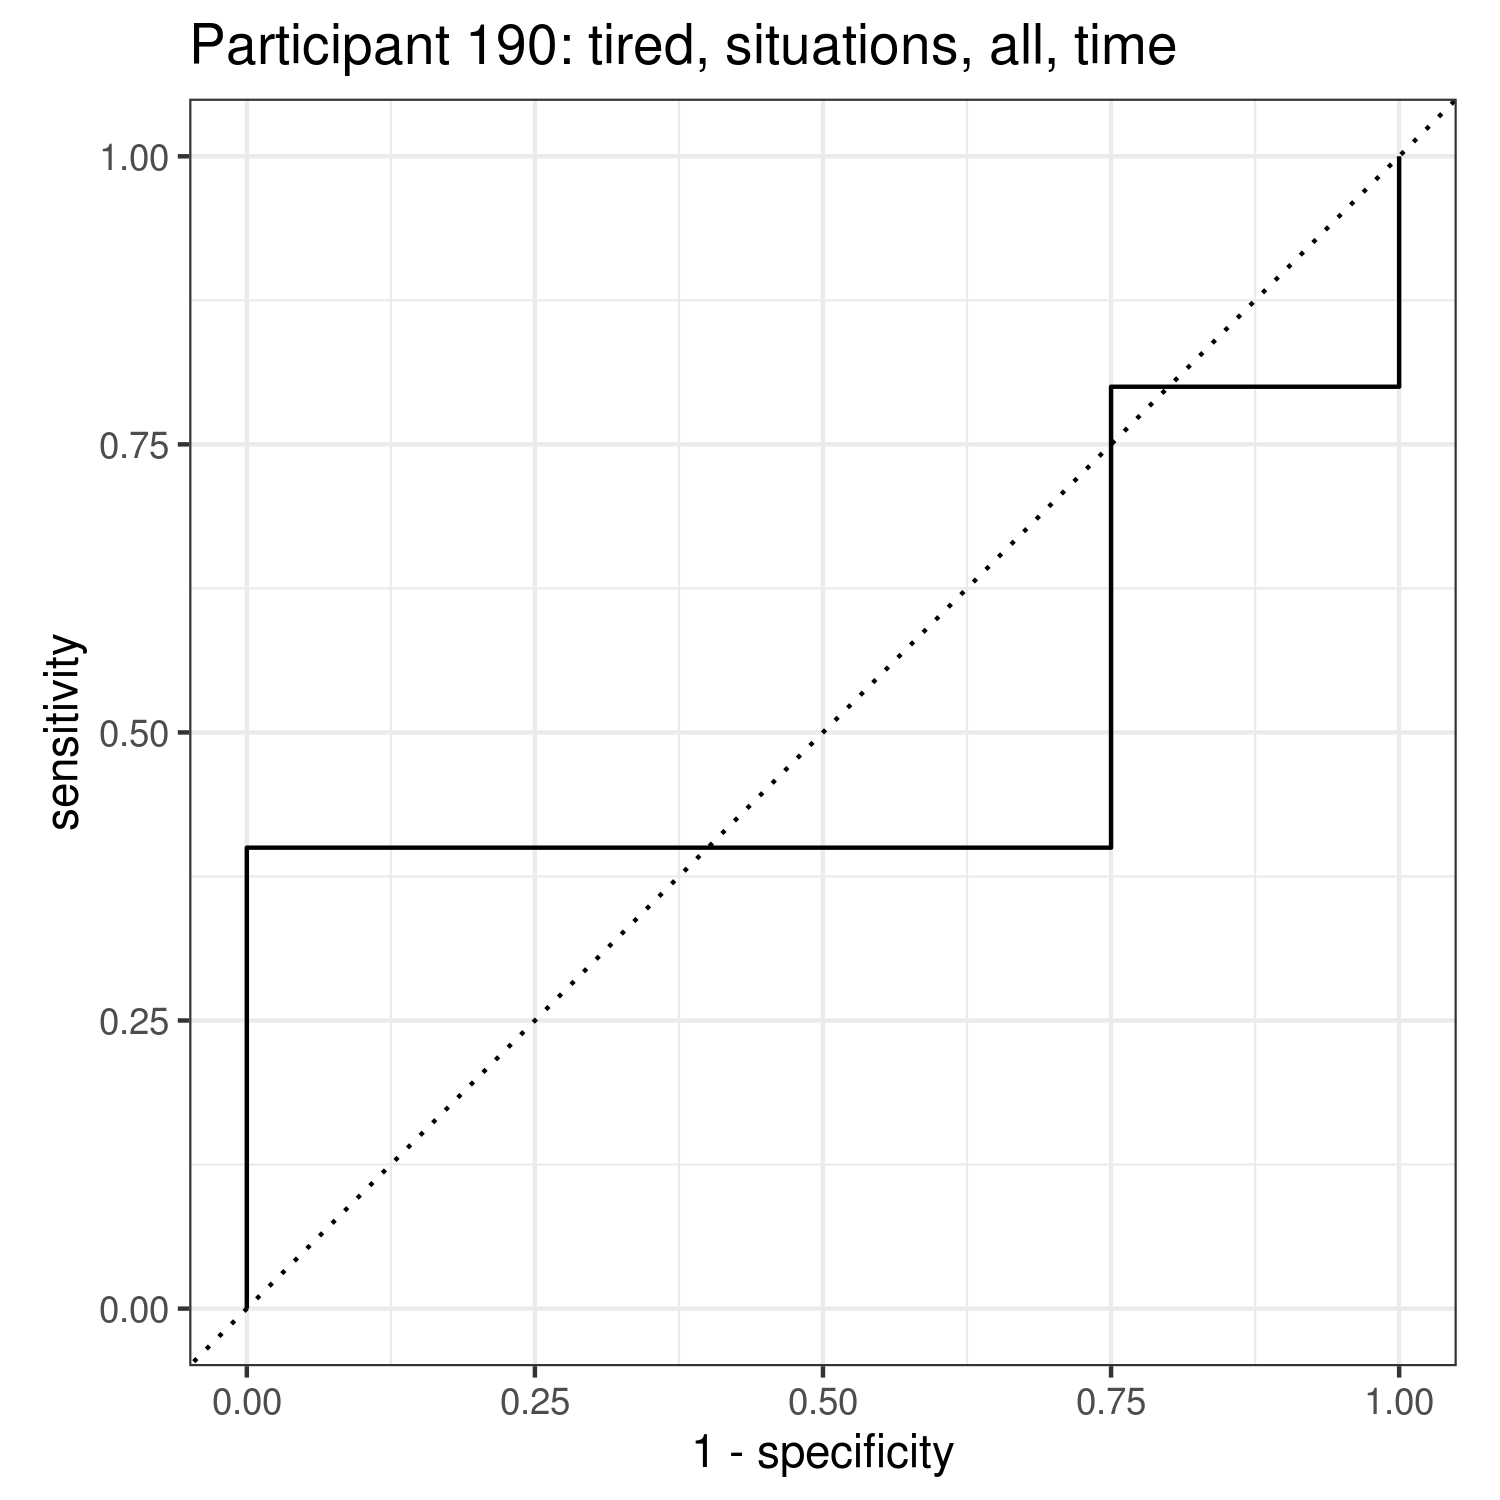 Participant 190: tired, situations, all, time
1.00
0.75
0.50
0.25
0.00
sensitivity
0.00 0.25 0.50 0.75 1.00
1 - specificity